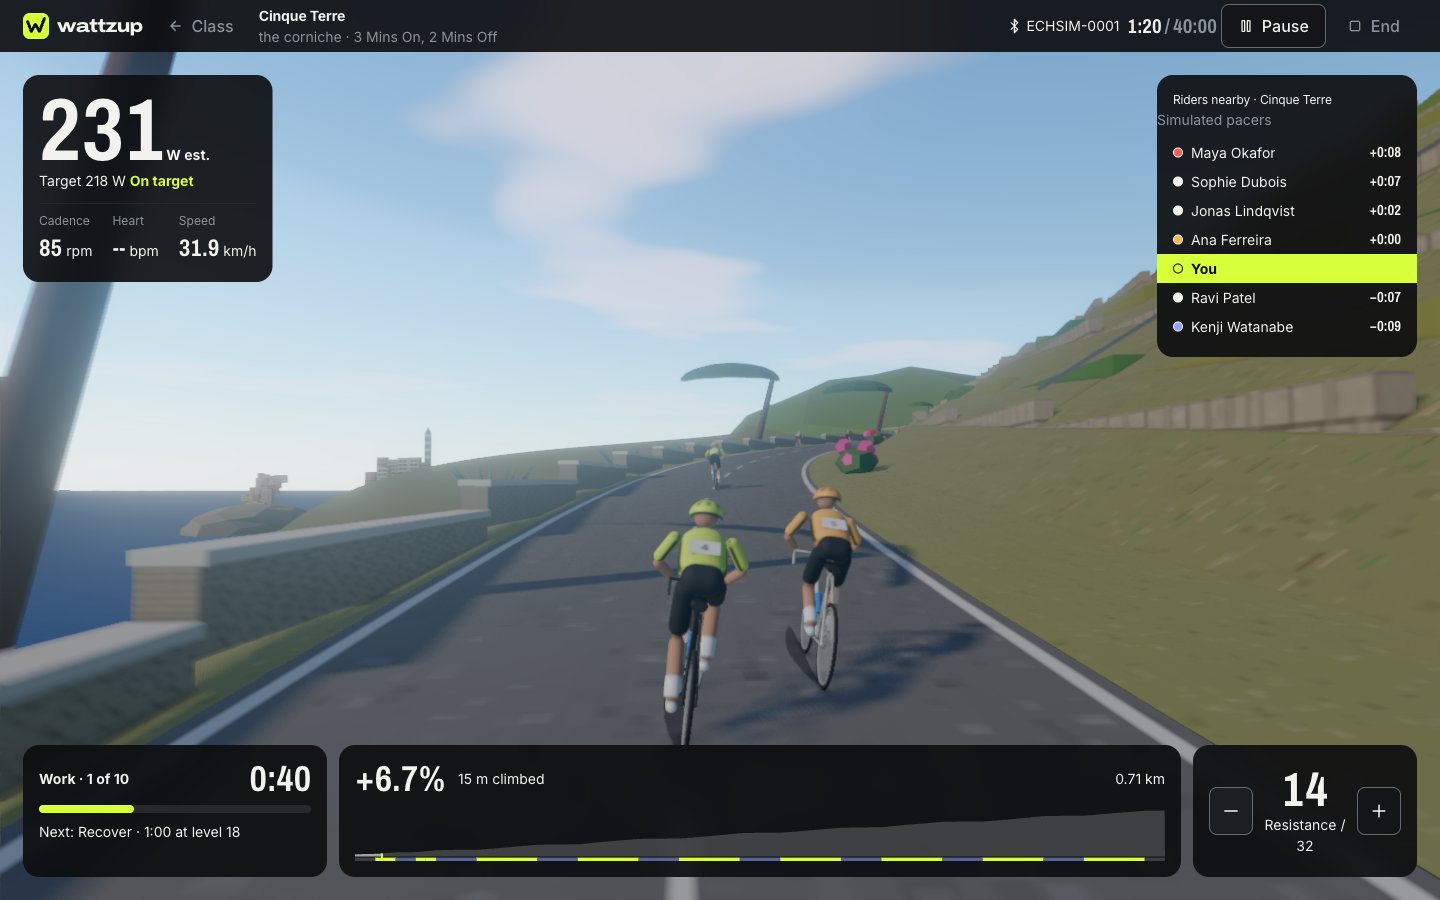 wattzup
Class
Cinque Terre
the corniche · 3 Mins On, 2 Mins Off
ECHSIM-0001 1:20 / 40:00
Pause
End
231 W est.
Target 218 W On target
Cadence Heart Speed
85 rpm -- bpm 31.9 km/h
Riders nearby · Cinque Terre
Simulated pacers
Maya Okafor +0:08
Sophie Dubois +0:07
Jonas Lindqvist +0:02
Ana Ferreira +0:00
You
Ravi Patel −0:07
Kenji Watanabe −0:09
4
5
Work · 1 of 10 0:40
Next: Recover · 1:00 at level 18
+6.7% 15 m climbed 0.71 km
− 14 +
Resistance /
32